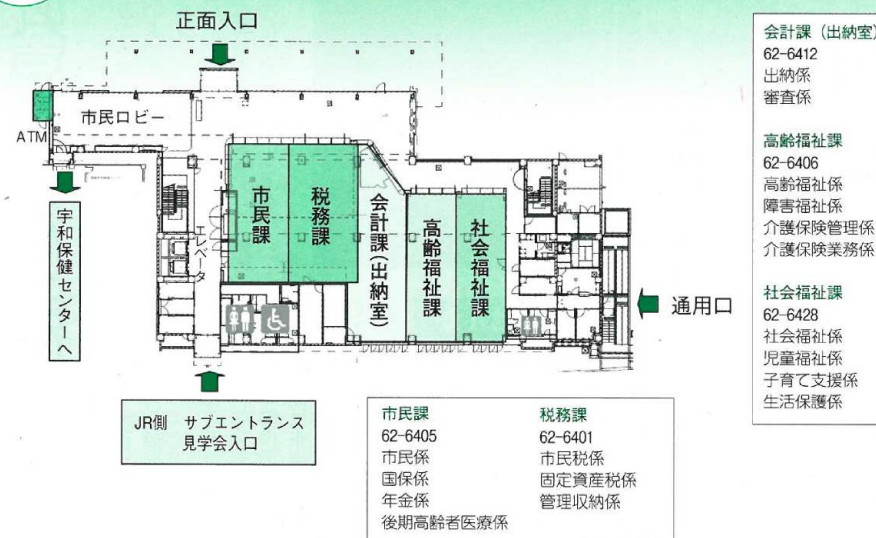 正面入口
市民ロビー
ATM
宇和保健センターへ
エレベータ
市民課
税務課
会計課(出納室)
高齢福祉課
社会福祉課
通用口
JR側 サブエントランス
見学会入口
会計課（出納室）
62-6412
出納係
審査係
高齢福祉課
62-6406
高齢福祉係
障害福祉係
介護保険管理係
介護保険業務係
社会福祉課
62-6428
社会福祉係
児童福祉係
子育て支援係
生活保護係
市民課
62-6405
市民係
国保係
年金係
後期高齢者医療係
税務課
62-6401
市民税係
固定資産税係
管理収納係